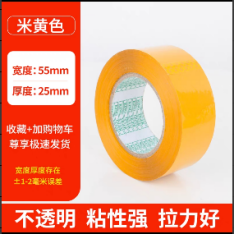 米黄色
宽度：55mm
厚度：25mm
收藏+加购物车
尊享极速发货
宽度厚度存在
±1-2毫米误差
不透明 粘性强 拉力好